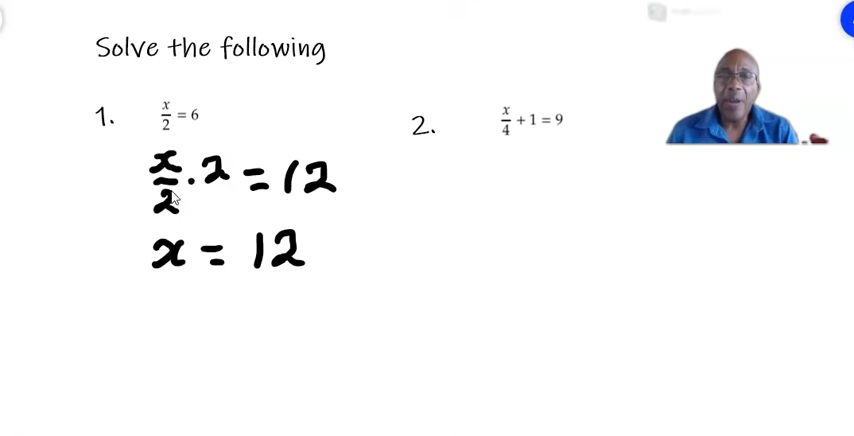 Solve the following
1. x/2 = 6
x/2 · 2 = 12
x = 12
2. x/4 + 1 = 9